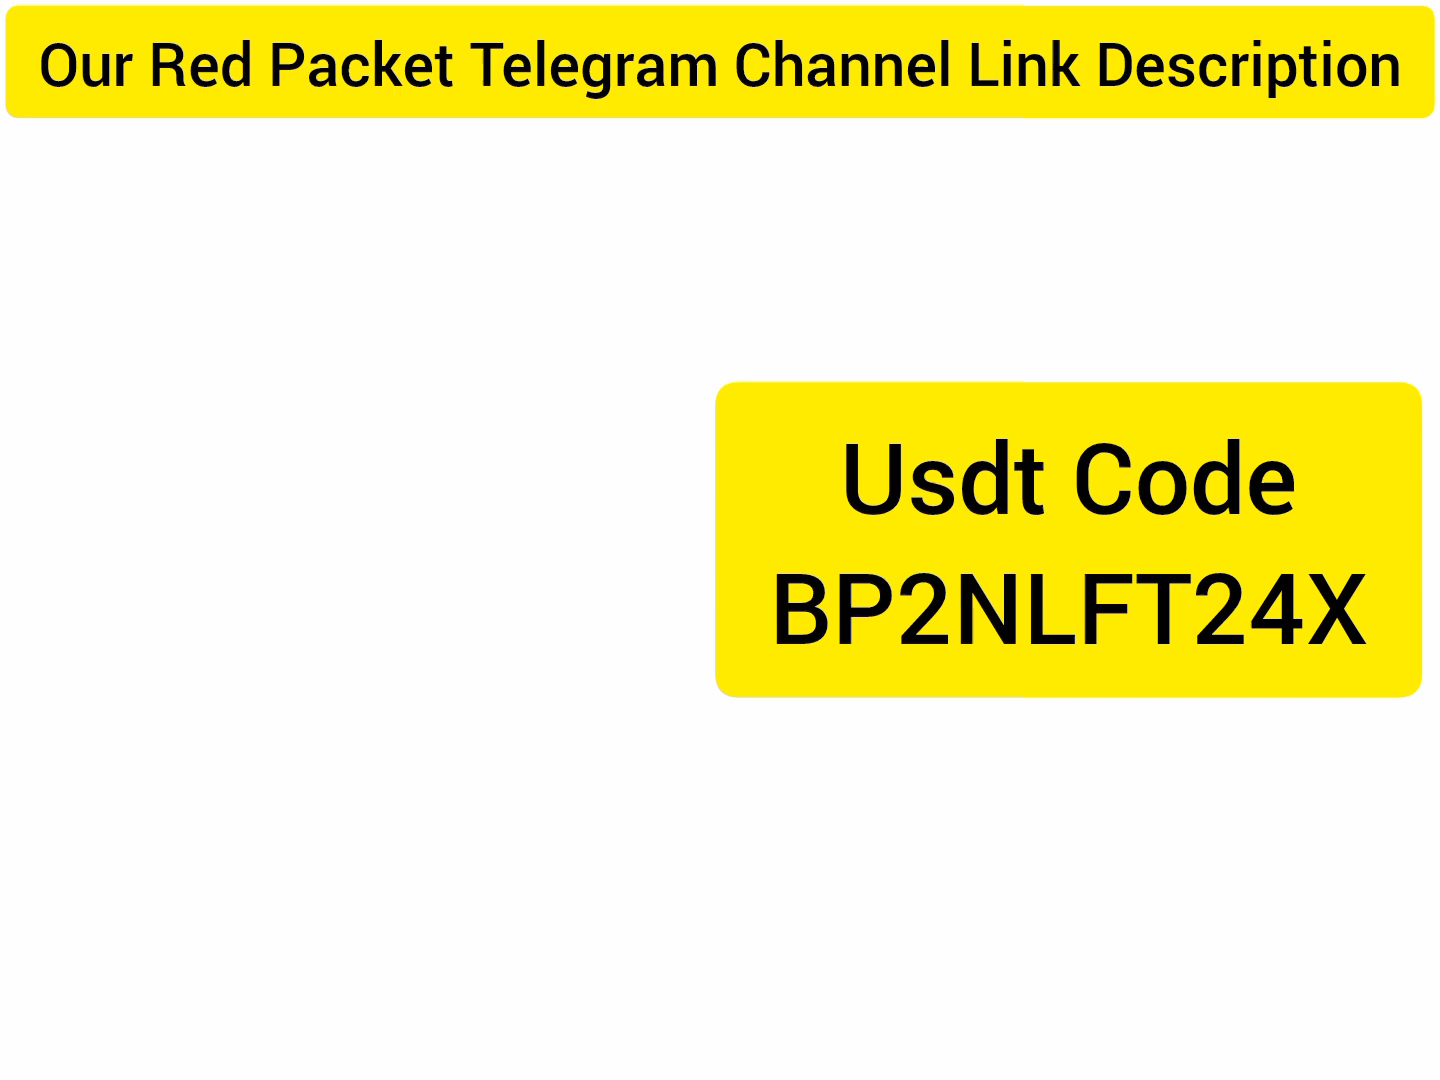 Our Red Packet Telegram Channel Link Description
Usdt Code
BP2NLFT24X